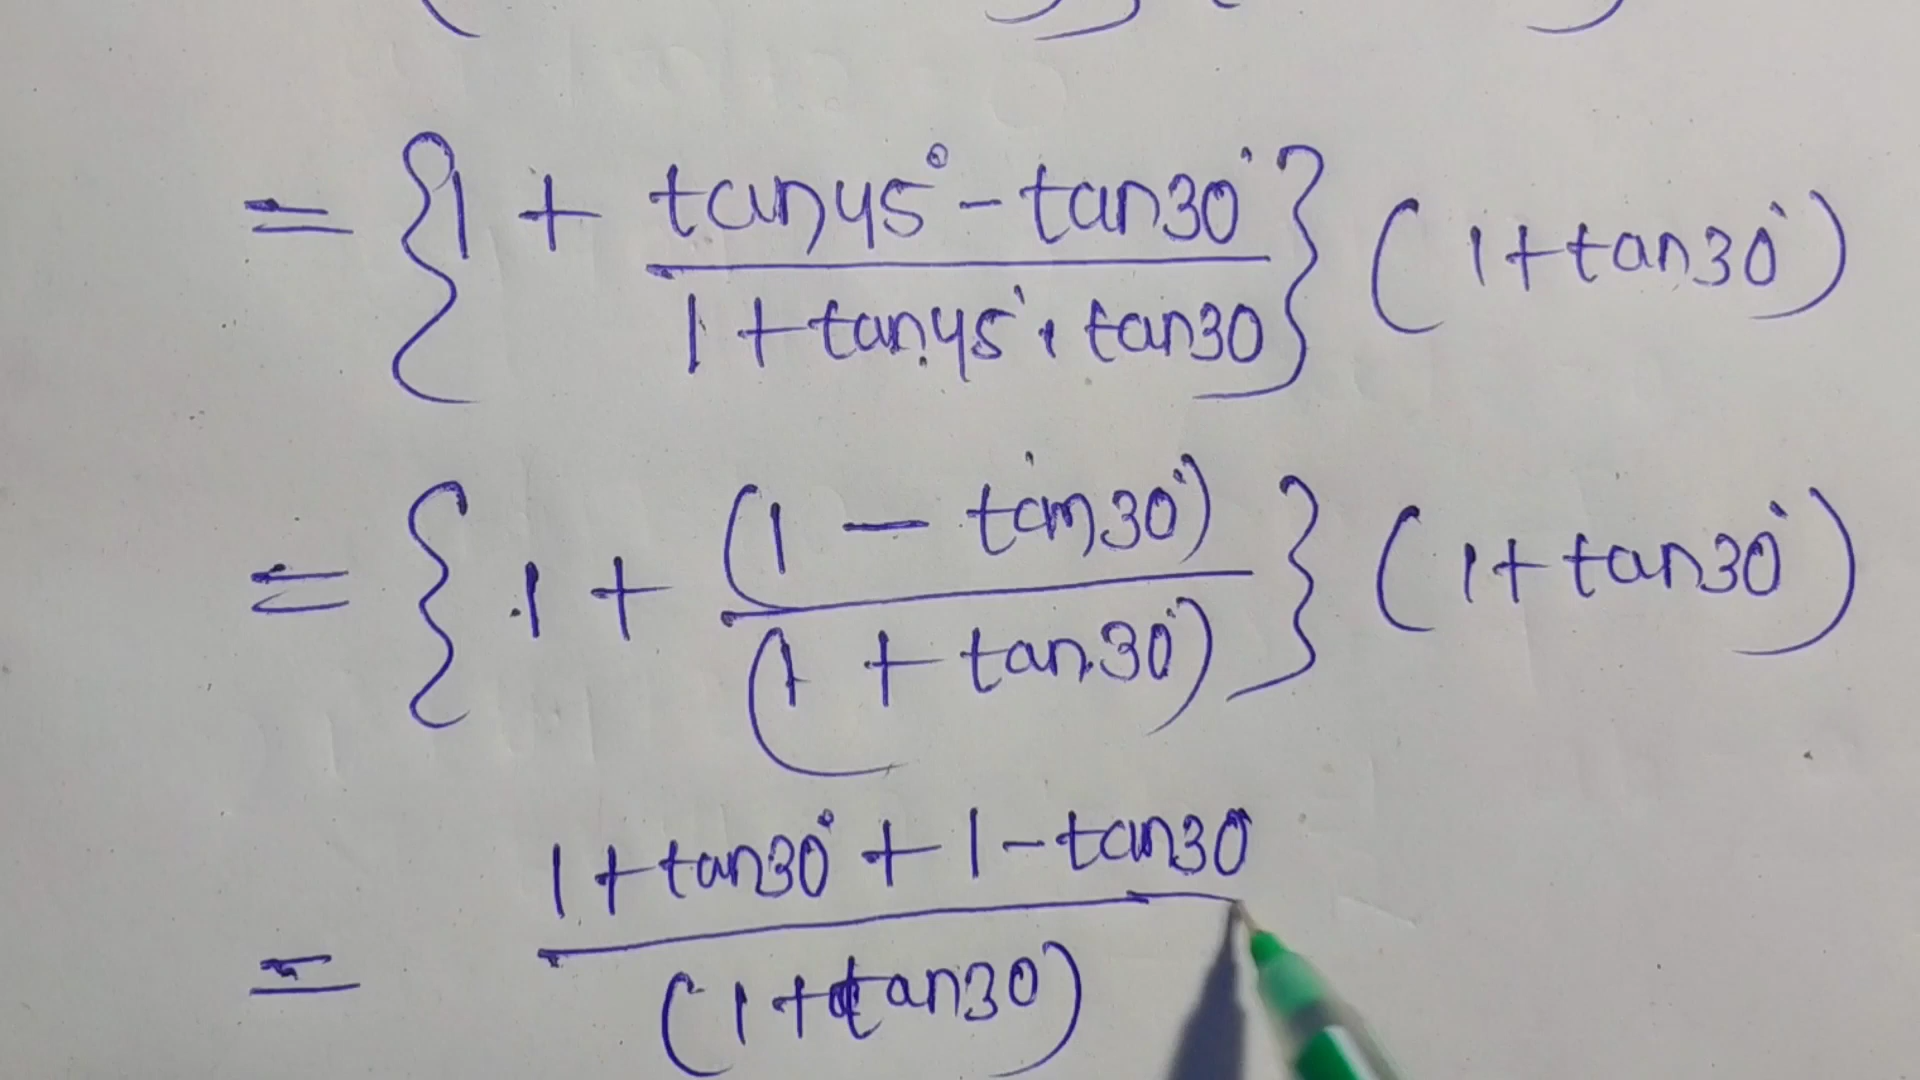 = { 1 + (tan45° - tan30°) / (1 + tan45° · tan30) } (1 + tan30°)
= { 1 + (1 - tan30°) / (1 + tan30°) } (1 + tan30°)
= (1 + tan30° + 1 - tan30°) / (1 + tan30)